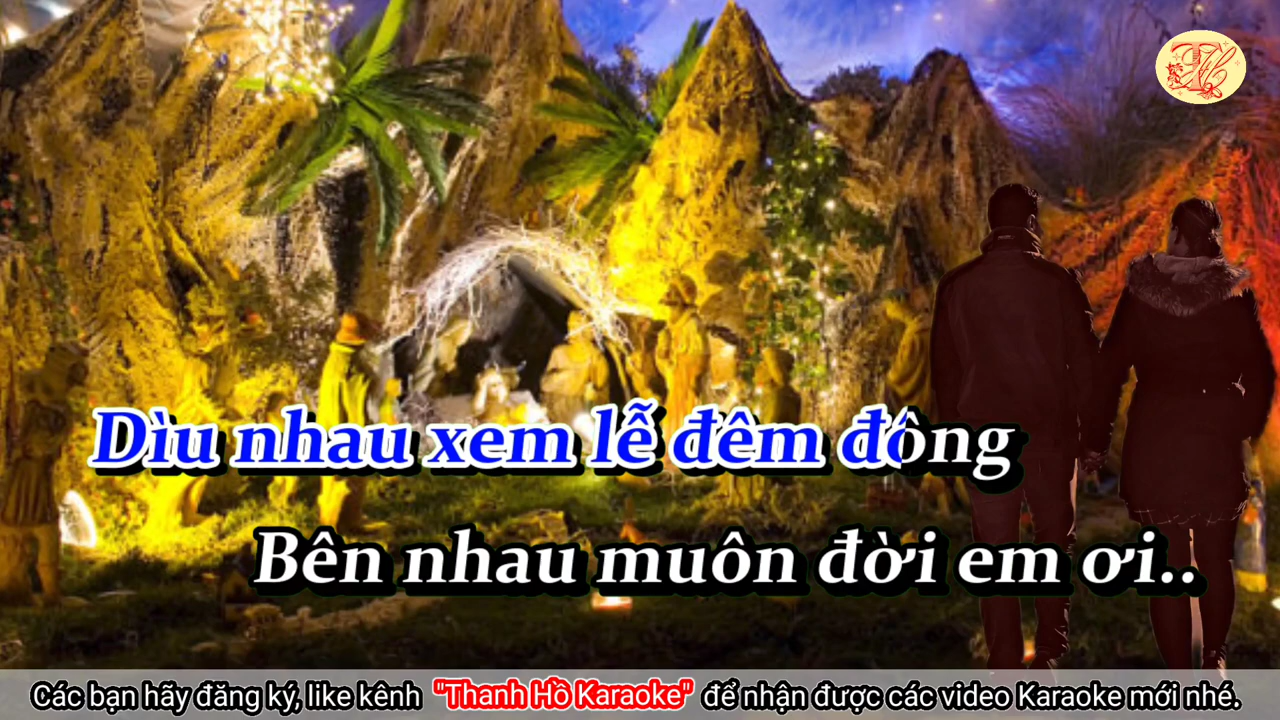 Dìu nhau xem lễ đêm đông
Bên nhau muôn đời em ơi..
Các bạn hãy đăng ký, like kênh "Thanh Hồ Karaoke" để nhận được các video Karaoke mới nhé.